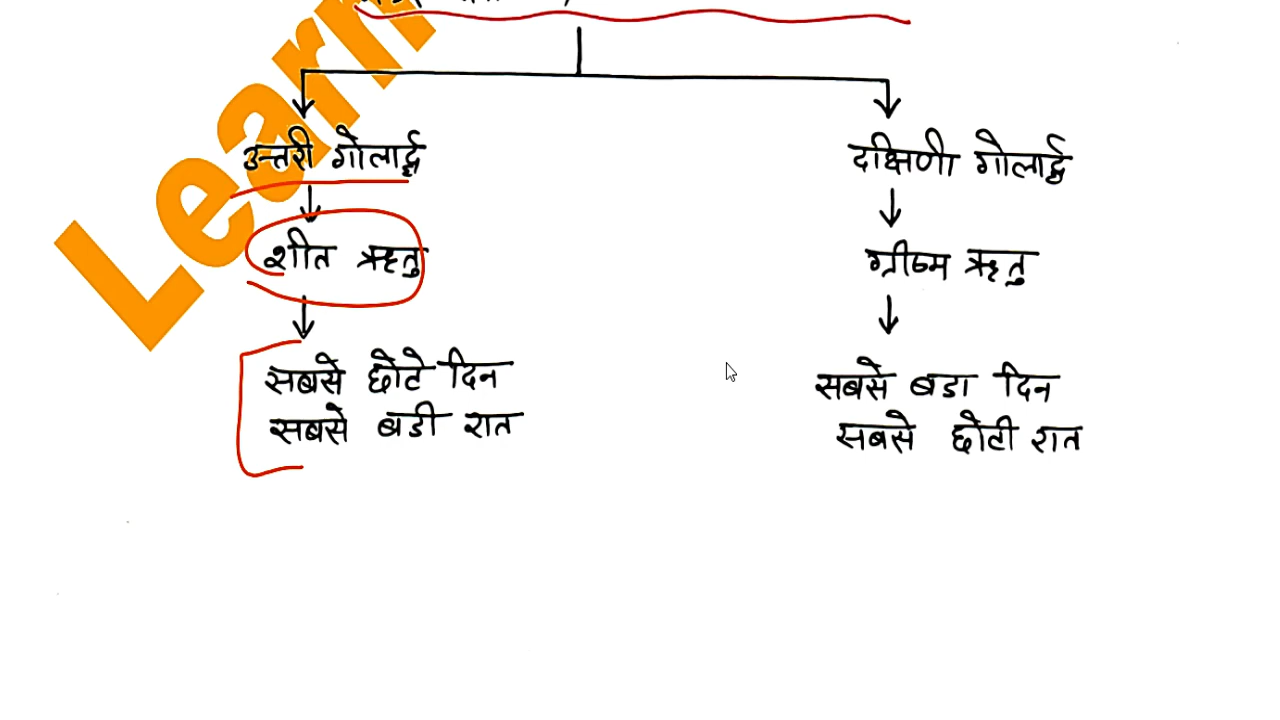 Learn
उत्तरी गोलार्द्ध
शीत ऋतु
सबसे छोटे दिन
सबसे बडी रात
दक्षिणी गोलार्द्ध
ग्रीष्म ऋतु
सबसे बडा दिन
सबसे छोटी रात